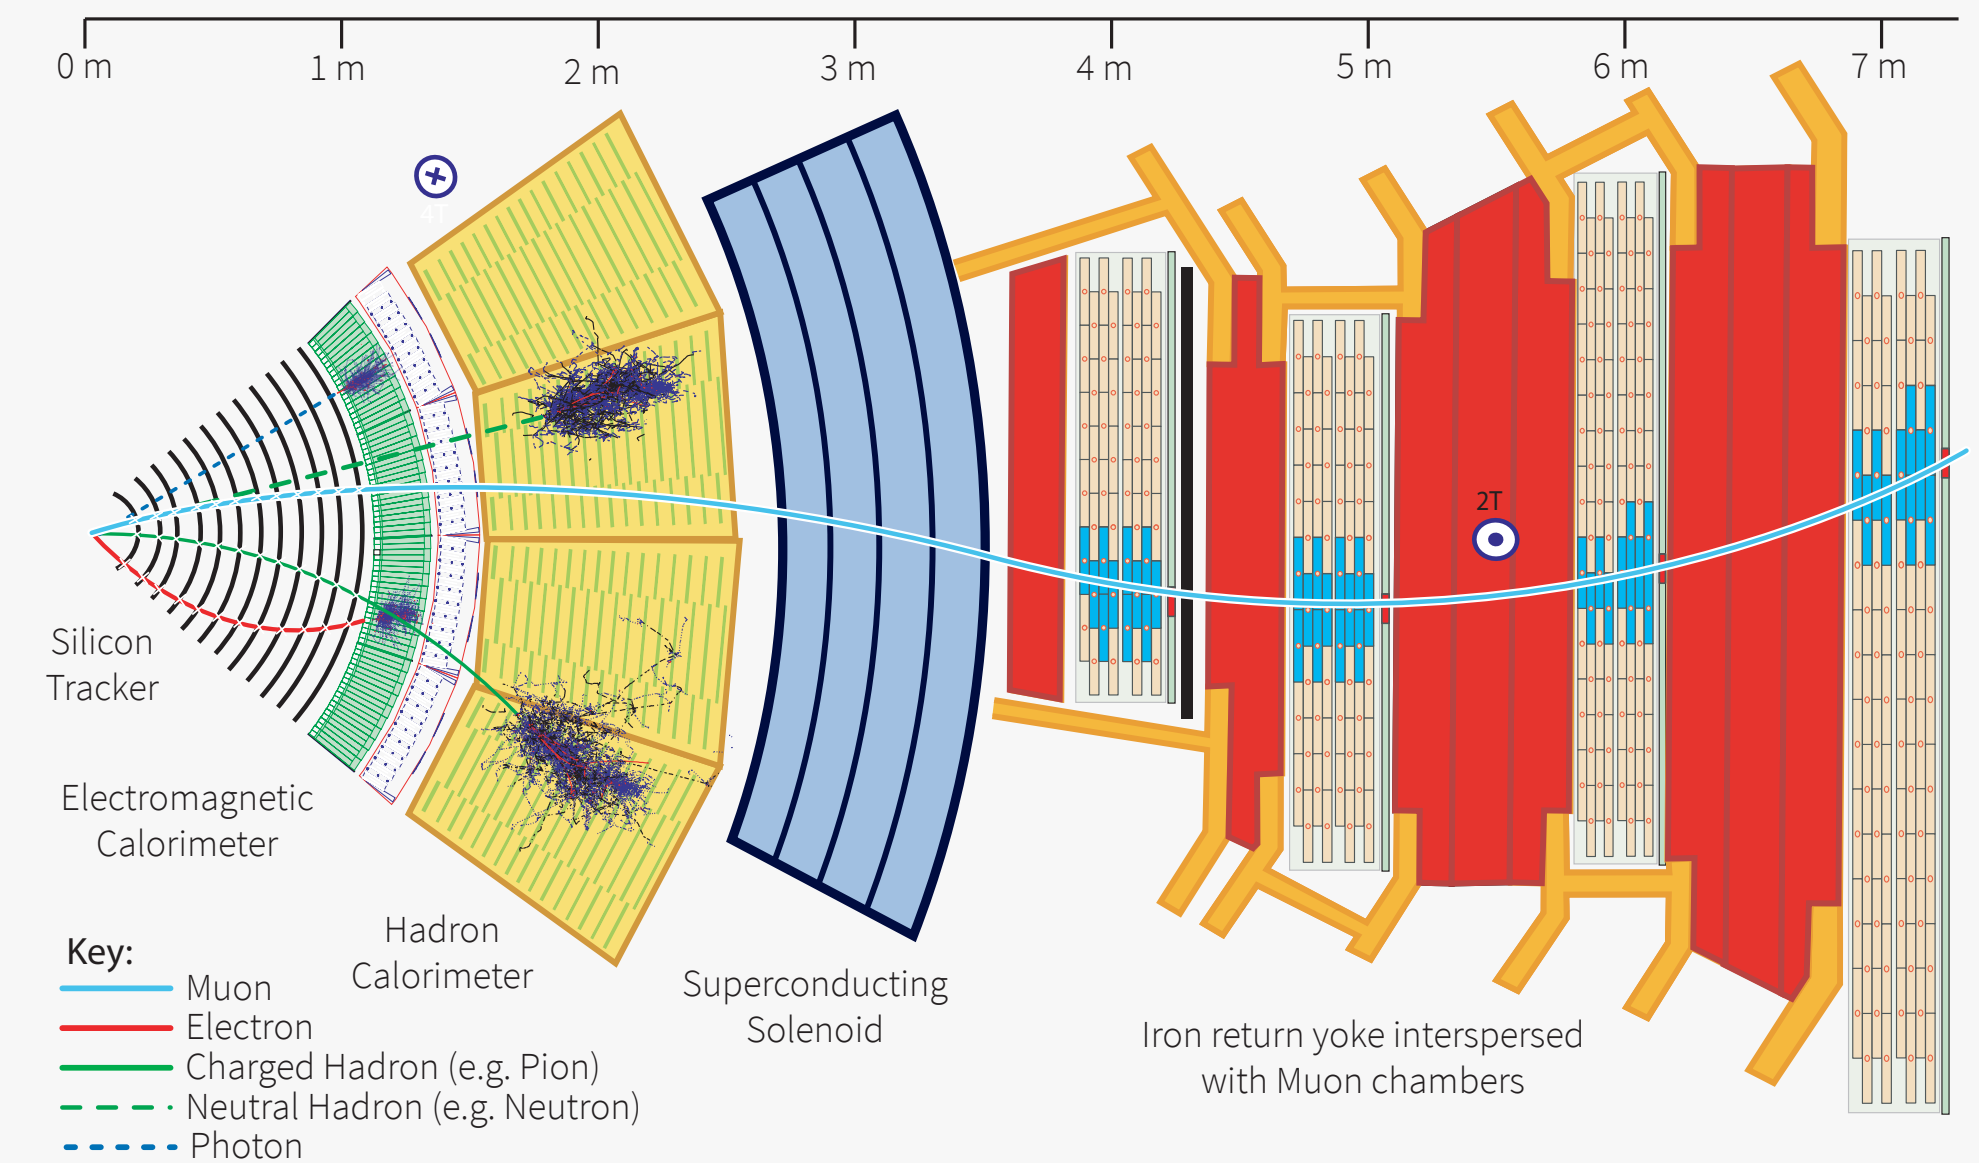 0 m
1 m
2 m
3 m
4 m
5 m
6 m
7 m
4T
2T
Silicon
Tracker
Electromagnetic
Calorimeter
Hadron
Calorimeter
Superconducting
Solenoid
Iron return yoke interspersed
with Muon chambers
Key:
Muon
Electron
Charged Hadron (e.g. Pion)
Neutral Hadron (e.g. Neutron)
Photon